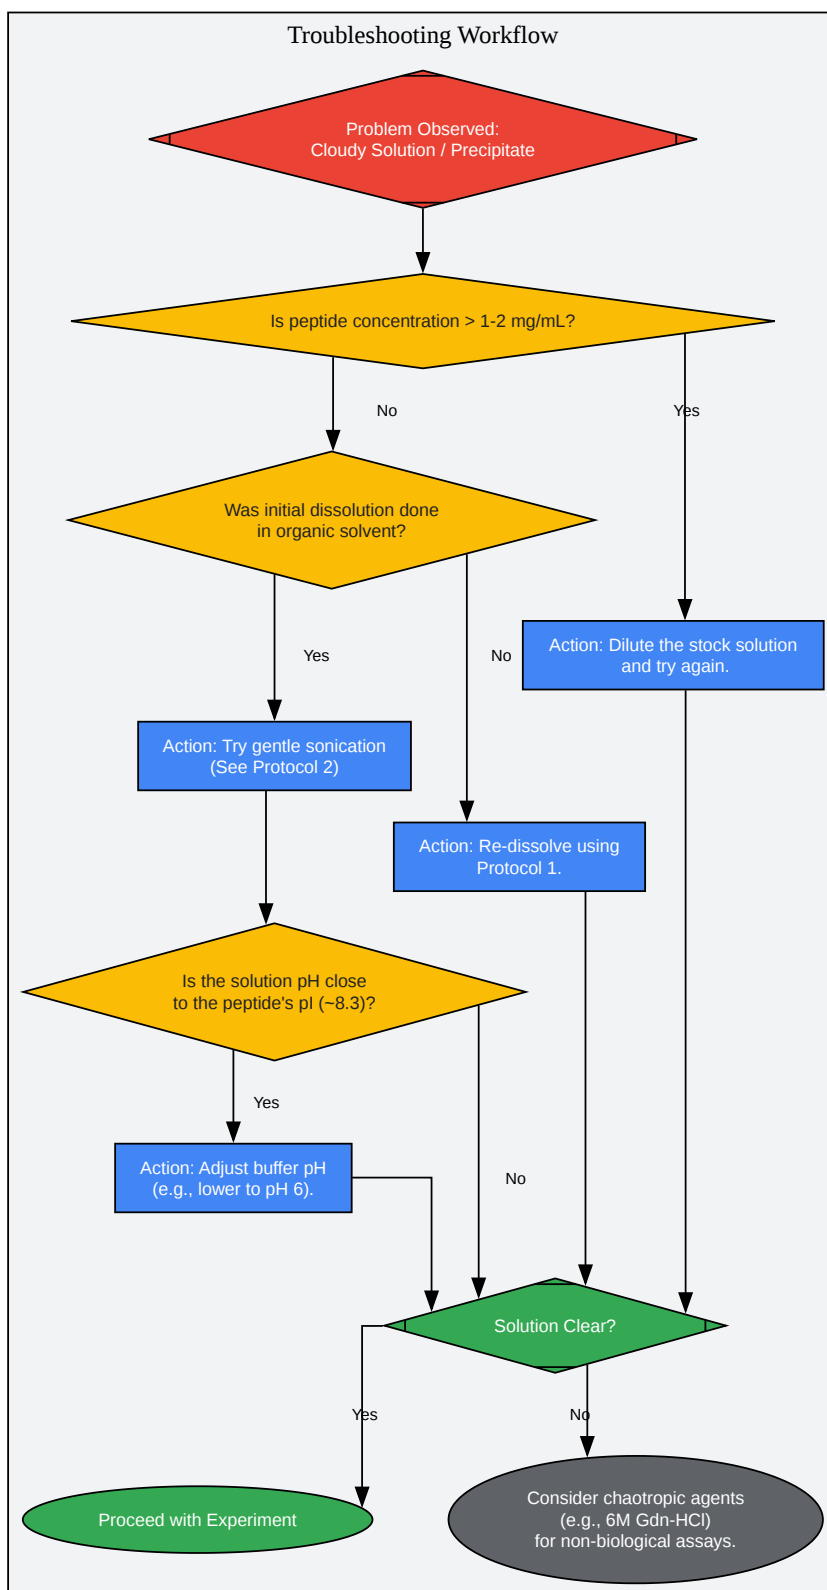 Troubleshooting Workflow
Problem Observed:
Cloudy Solution / Precipitate
Is peptide concentration > 1-2 mg/mL?
No
Yes
Was initial dissolution done
in organic solvent?
Yes
No
Action: Dilute the stock solution
and try again.
Action: Try gentle sonication
(See Protocol 2)
Action: Re-dissolve using
Protocol 1.
Is the solution pH close
to the peptide's pI (~8.3)?
Yes
Action: Adjust buffer pH
(e.g., lower to pH 6).
No
Solution Clear?
Yes
No
Proceed with Experiment
Consider chaotropic agents
(e.g., 6M Gdn-HCl)
for non-biological assays.